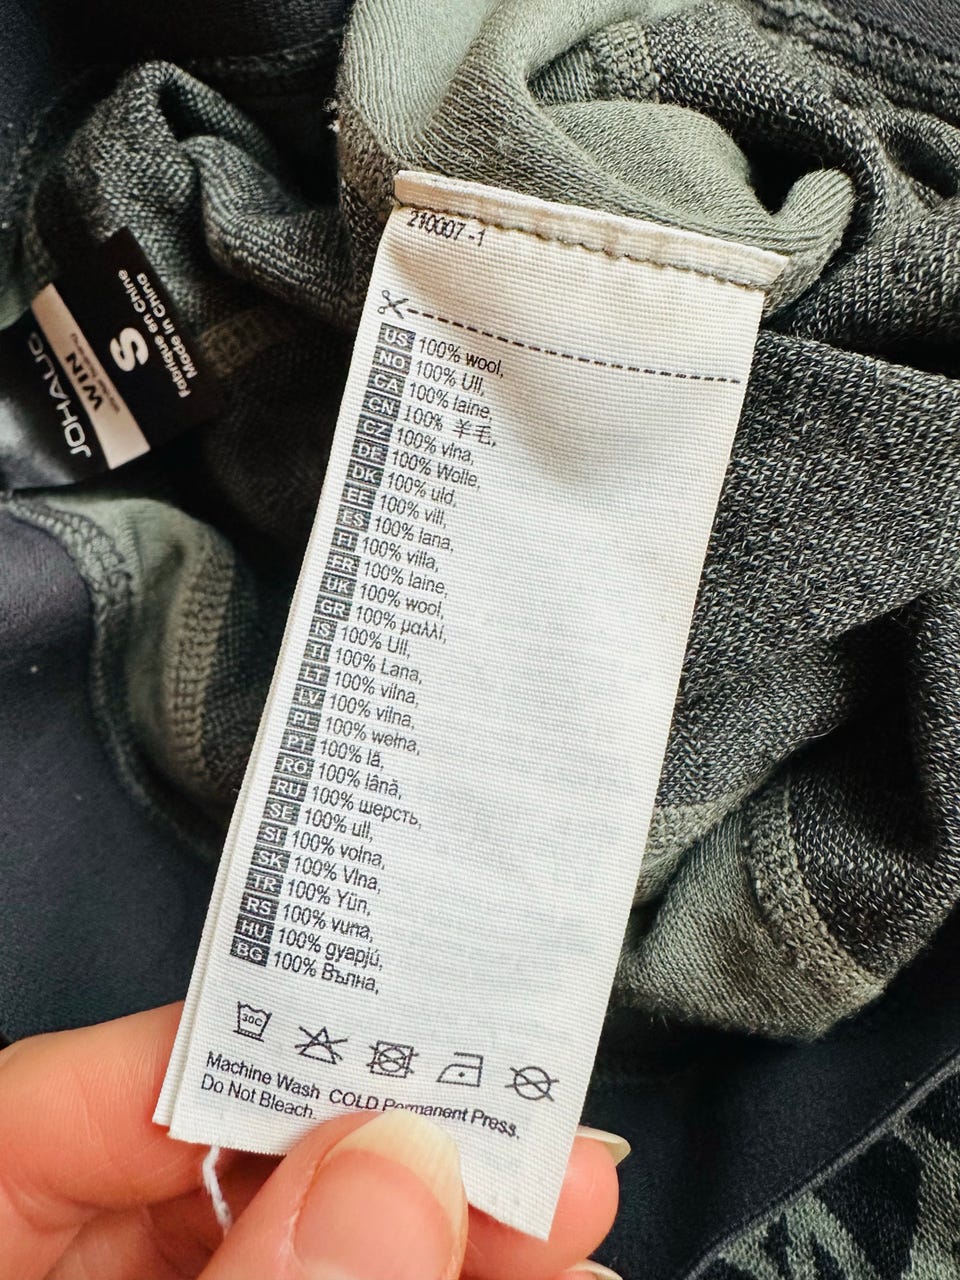 210007-1
US 100% wool,
NO 100% Ull,
CA 100% laine,
CN 100% 羊毛,
CZ 100% vlna,
DE 100% Wolle,
DK 100% uld,
EE 100% vill,
ES 100% lana,
FI 100% villa,
FR 100% laine,
UK 100% wool,
GR 100% μαλλί,
IS 100% Ull,
IT 100% Lana,
LT 100% vilna,
LV 100% vilna,
PL 100% wełna,
PT 100% lã,
RO 100% lână,
RU 100% шерсть,
SE 100% ull,
SI 100% volna,
SK 100% Vlna,
TR 100% Yün,
RS 100% vuna,
HU 100% gyapjú,
BG 100% Вълна,
30C
Machine Wash COLD Permanent Press.
Do Not Bleach.
JOHAUG
WIN
S
Fabriqué en Chine
Made in China